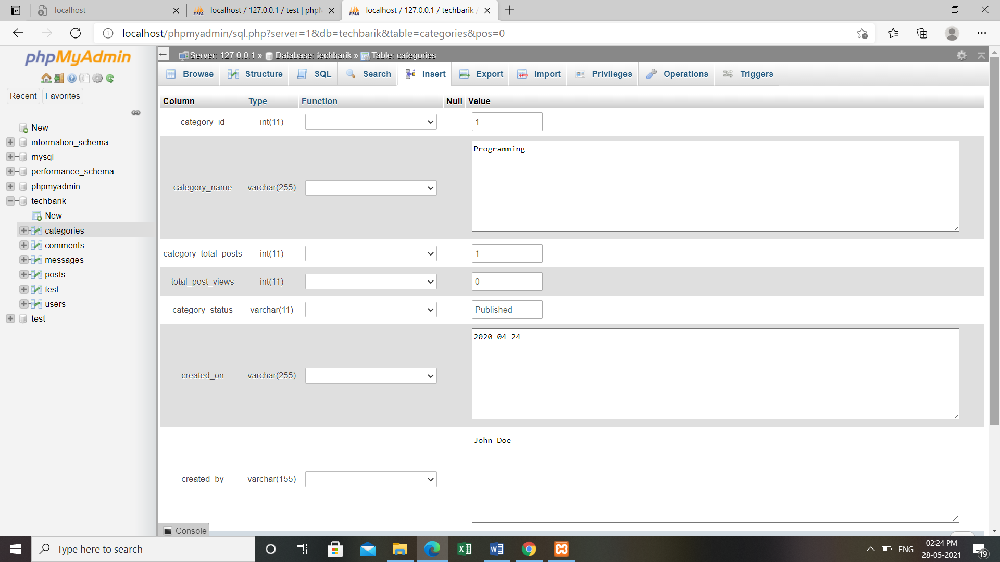 localhost
localhost / 127.0.0.1 / test | phpM
localhost / 127.0.0.1 / techbarik /
localhost/phpmyadmin/sql.php?server=1&db=techbarik&table=categories&pos=0
phpMyAdmin
Recent Favorites
New
information_schema
mysql
performance_schema
phpmyadmin
techbarik
New
categories
comments
messages
posts
test
users
test
Server: 127.0.0.1 » Database: techbarik » Table: categories
Browse Structure SQL Search Insert Export Import Privileges Operations Triggers
Column Type Function Null Value
category_id int(11) 1
category_name varchar(255) Programming
category_total_posts int(11) 1
total_post_views int(11) 0
category_status varchar(11) Published
created_on varchar(255) 2020-04-24
created_by varchar(155) John Doe
Console
Type here to search
ENG
02:24 PM
28-05-2021
19